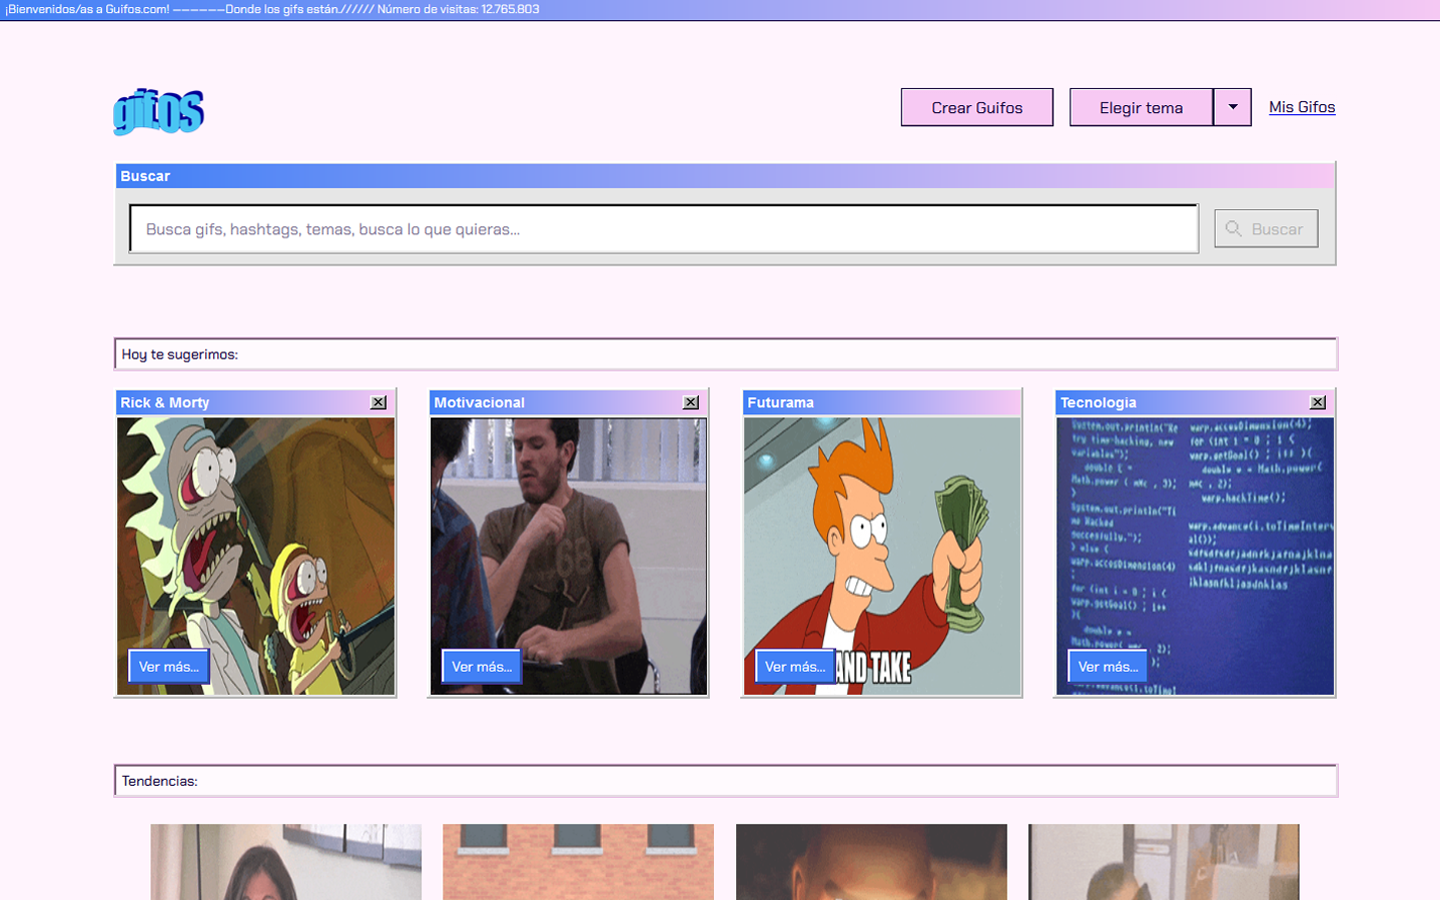 ¡Bienvenidos/as a Guifos.com! ——————Donde los gifs están.////// Número de visitas: 12.765.803
gifos
Crear Guifos
Elegir tema
Mis Gifos
Buscar
Busca gifs, hashtags, temas, busca lo que quieras...
Buscar
Hoy te sugerimos:
Rick & Morty
Motivacional
Futurama
Tecnologia
68
AND TAKE
Ver más...
Ver más...
Ver más...
Ver más...
Tendencias: